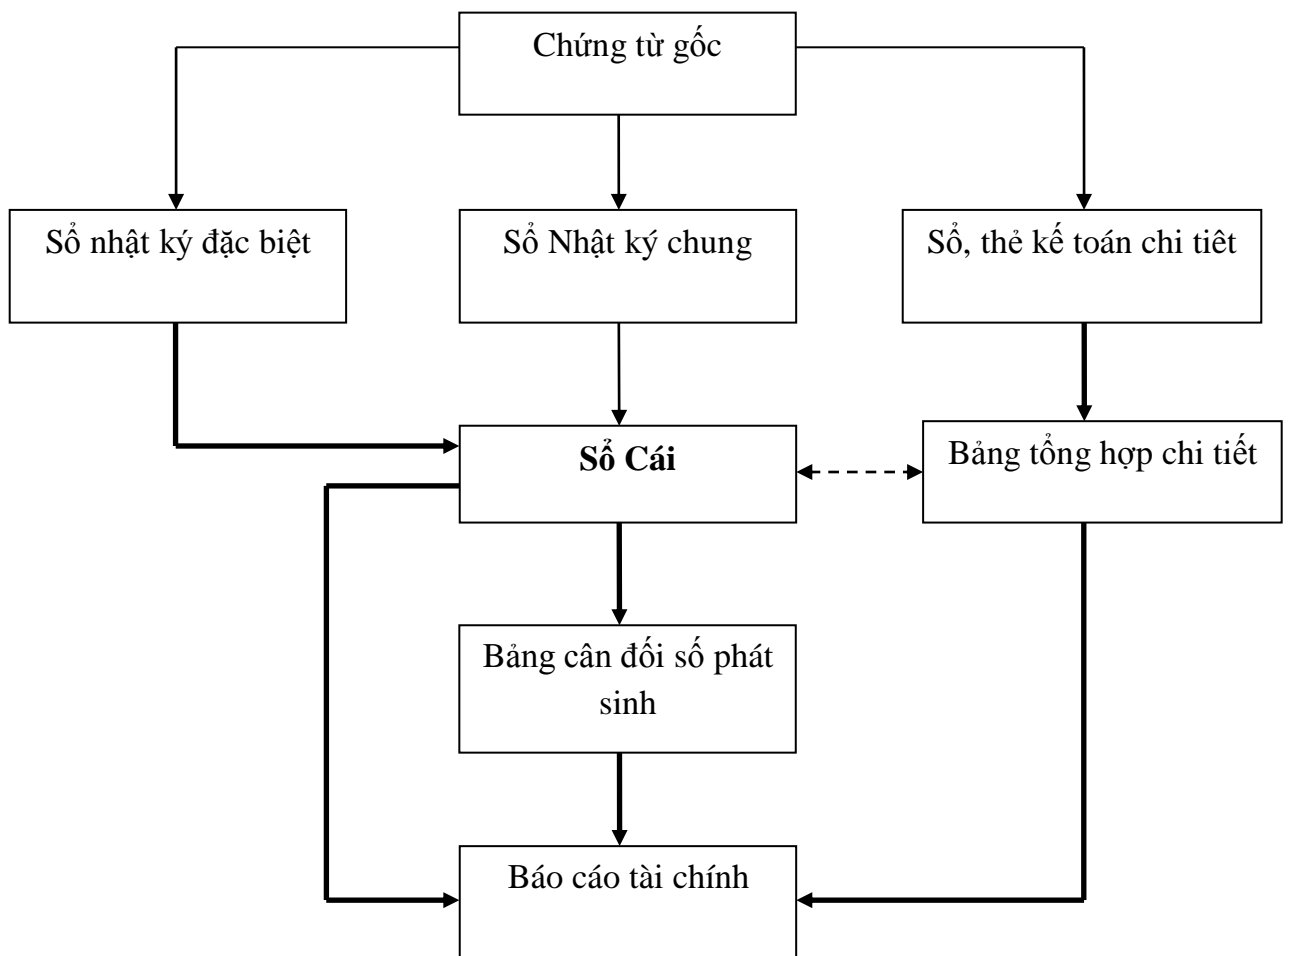 Chứng từ gốc
Sổ nhật ký đặc biệt
Sổ Nhật ký chung
Sổ, thẻ kế toán chi tiêt
Sổ Cái
Bảng tổng hợp chi tiết
Bảng cân đối số phát
sinh
Báo cáo tài chính